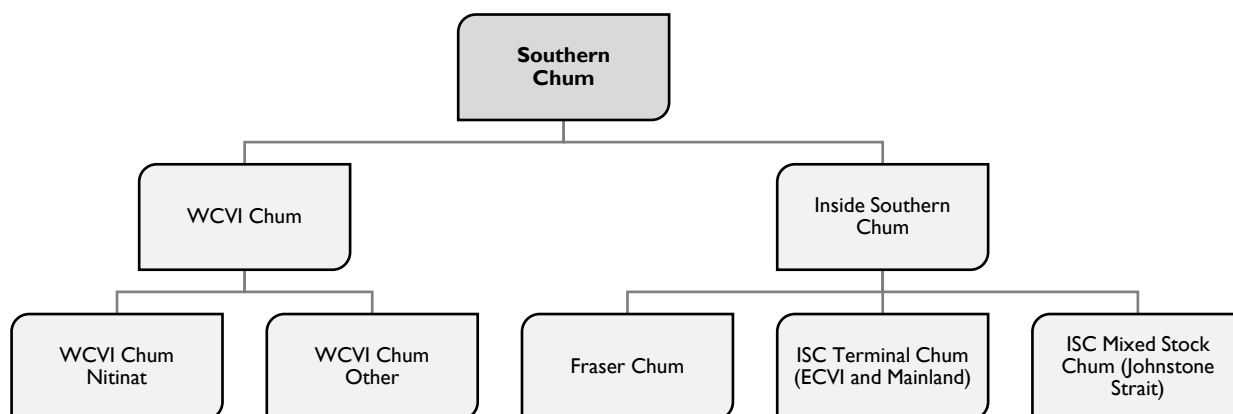 Southern
Chum
WCVI Chum
Inside Southern
Chum
WCVI Chum
Nitinat
WCVI Chum
Other
Fraser Chum
ISC Terminal Chum
(ECVI and Mainland)
ISC Mixed Stock
Chum (Johnstone
Strait)